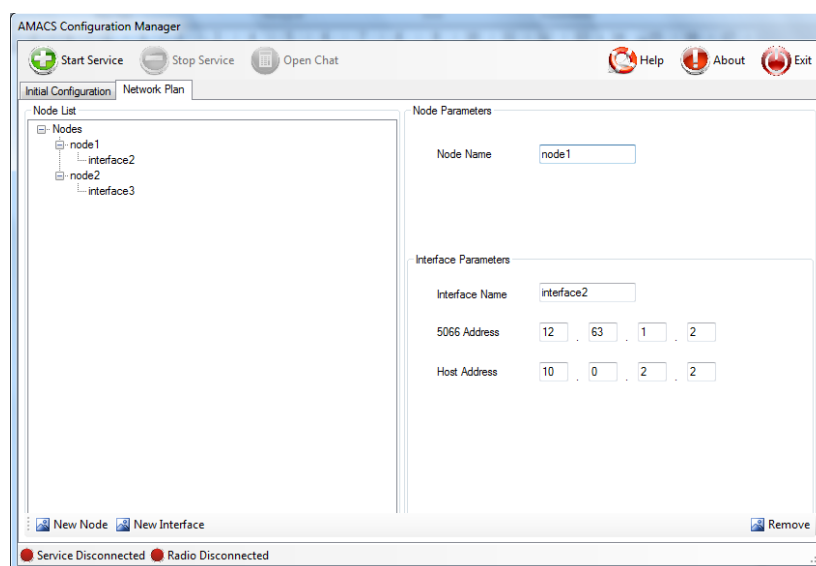 AMACS Configuration Manager
Start Service Stop Service Open Chat Help About Exit
Initial Configuration Network Plan
Node List
Nodes
node1
interface2
node2
interface3
Node Parameters
Node Name node1
Interface Parameters
Interface Name interface2
5066 Address 12 . 63 . 1 . 2
Host Address 10 . 0 . 2 . 2
New Node New Interface Remove
Service Disconnected Radio Disconnected